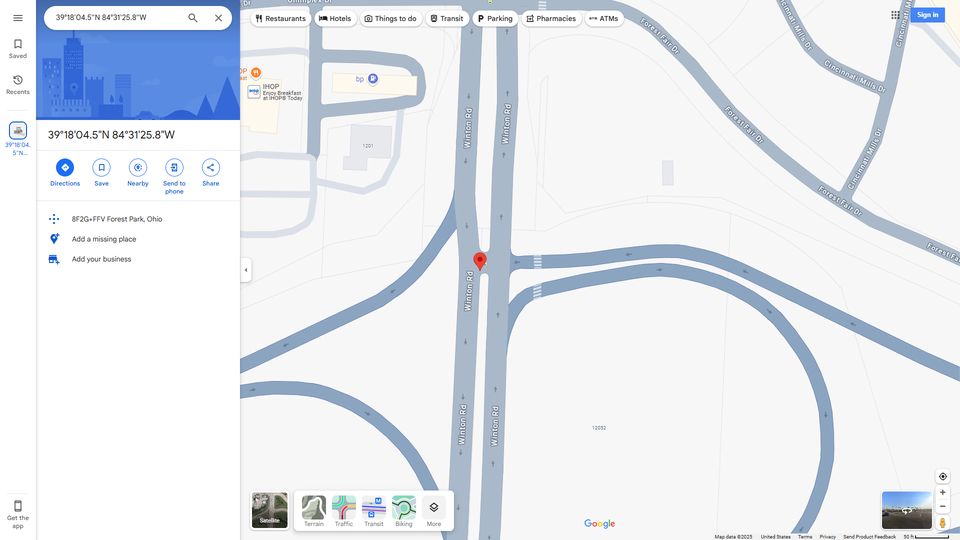 39°18'04.5"N 84°31'25.8"W
Restaurants
Hotels
Things to do
Transit
Parking
Pharmacies
ATMs
Sign in
Saved
Recents
39°18'04.
5"N…
39°18'04.5"N 84°31'25.8"W
Directions
Save
Nearby
Send to
phone
Share
8F2G+FFV Forest Park, Ohio
Add a missing place
Add your business
Get the
app
IHOP
Enjoy Breakfast
at IHOP® Today
bp
1201
Winton Rd
Winton Rd
Winton Rd
Winton Rd
Winton Rd
Forest Fair Dr
Forest Fair Dr
Forest Fair Dr
Cincinnati Mills Dr
Cincinnati Mills Dr
Cincinnati Mills Dr
12052
Satellite
Terrain
Traffic
Transit
Biking
More
Google
Map data ©2025
United States
Terms
Privacy
Send Product Feedback
50 ft